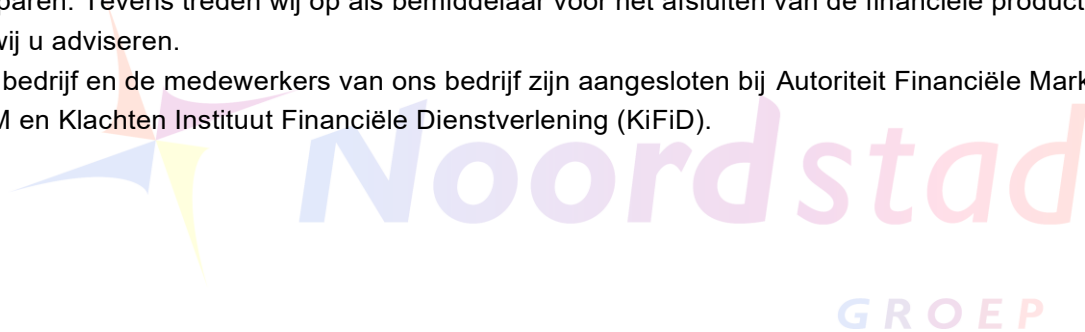 paren. Tevens treden wij op als bemiddelaar voor het afsluiten van de financiële product
wij u adviseren.
bedrijf en de medewerkers van ons bedrijf zijn aangesloten bij Autoriteit Financiële Mark
M en Klachten Instituut Financiële Dienstverlening (KiFiD).
Noordstad
GROEP